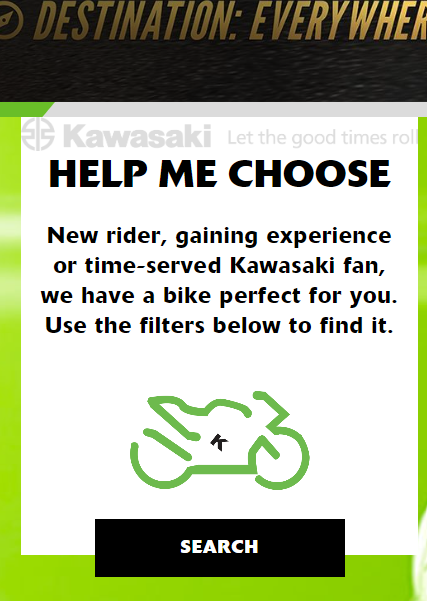 DESTINATION: EVERYWHER
Kawasaki Let the good times roll
HELP ME CHOOSE
New rider, gaining experience
or time-served Kawasaki fan,
we have a bike perfect for you.
Use the filters below to find it.
K
SEARCH